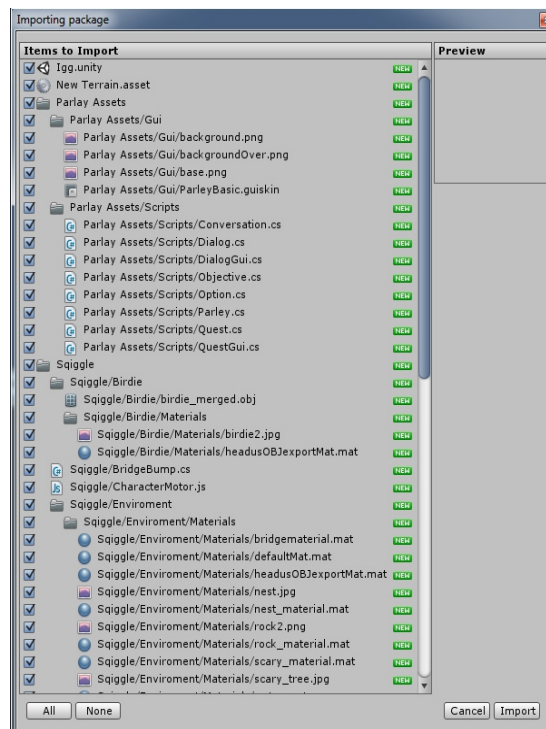 Importing package
Items to Import
Preview
Igg.unity NEW
New Terrain.asset NEW
Parlay Assets NEW
Parlay Assets/Gui NEW
Parlay Assets/Gui/background.png NEW
Parlay Assets/Gui/backgroundOver.png NEW
Parlay Assets/Gui/base.png NEW
Parlay Assets/Gui/ParleyBasic.guiskin NEW
Parlay Assets/Scripts NEW
Parlay Assets/Scripts/Conversation.cs NEW
Parlay Assets/Scripts/Dialog.cs NEW
Parlay Assets/Scripts/DialogGui.cs NEW
Parlay Assets/Scripts/Objective.cs NEW
Parlay Assets/Scripts/Option.cs NEW
Parlay Assets/Scripts/Parley.cs NEW
Parlay Assets/Scripts/Quest.cs NEW
Parlay Assets/Scripts/QuestGui.cs NEW
Sqiggle NEW
Sqiggle/Birdie NEW
Sqiggle/Birdie/birdie_merged.obj NEW
Sqiggle/Birdie/Materials NEW
Sqiggle/Birdie/Materials/birdie2.jpg NEW
Sqiggle/Birdie/Materials/headusOBJexportMat.mat NEW
Sqiggle/BridgeBump.cs NEW
Sqiggle/CharacterMotor.js NEW
Sqiggle/Enviroment NEW
Sqiggle/Enviroment/Materials NEW
Sqiggle/Enviroment/Materials/bridgematerial.mat NEW
Sqiggle/Enviroment/Materials/defaultMat.mat NEW
Sqiggle/Enviroment/Materials/headusOBJexportMat.mat NEW
Sqiggle/Enviroment/Materials/nest.jpg NEW
Sqiggle/Enviroment/Materials/nest_material.mat NEW
Sqiggle/Enviroment/Materials/rock2.png NEW
Sqiggle/Enviroment/Materials/rock_material.mat NEW
Sqiggle/Enviroment/Materials/scary_material.mat NEW
Sqiggle/Enviroment/Materials/scary_tree.jpg NEW
All None Cancel Import